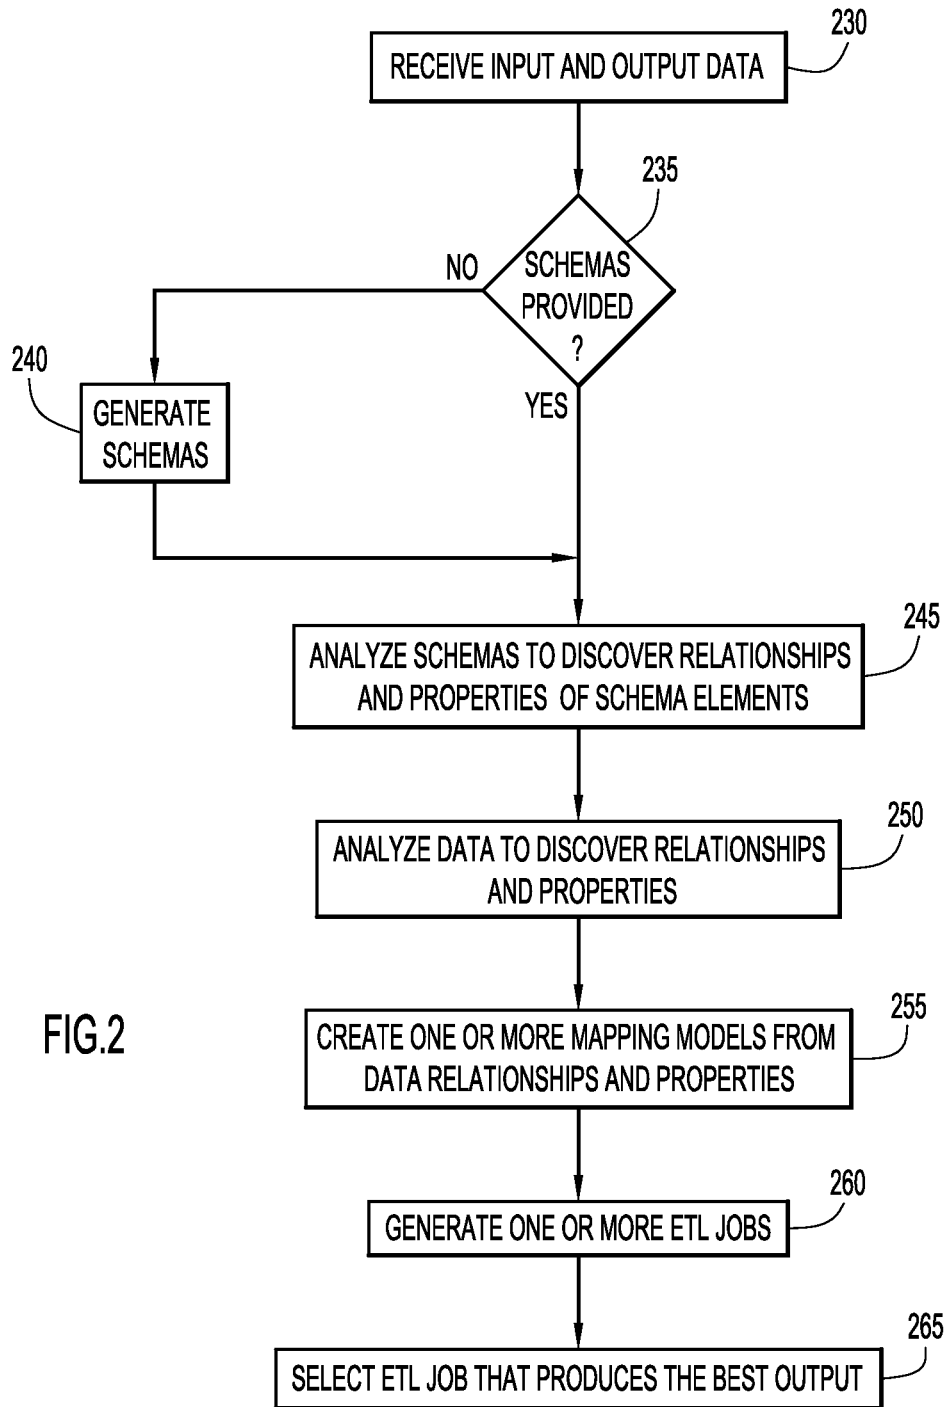 230
RECEIVE INPUT AND OUTPUT DATA
235
NO
SCHEMAS
PROVIDED
?
YES
240
GENERATE
SCHEMAS
245
ANALYZE SCHEMAS TO DISCOVER RELATIONSHIPS
AND PROPERTIES OF SCHEMA ELEMENTS
250
ANALYZE DATA TO DISCOVER RELATIONSHIPS
AND PROPERTIES
255
CREATE ONE OR MORE MAPPING MODELS FROM
DATA RELATIONSHIPS AND PROPERTIES
FIG.2
260
GENERATE ONE OR MORE ETL JOBS
265
SELECT ETL JOB THAT PRODUCES THE BEST OUTPUT